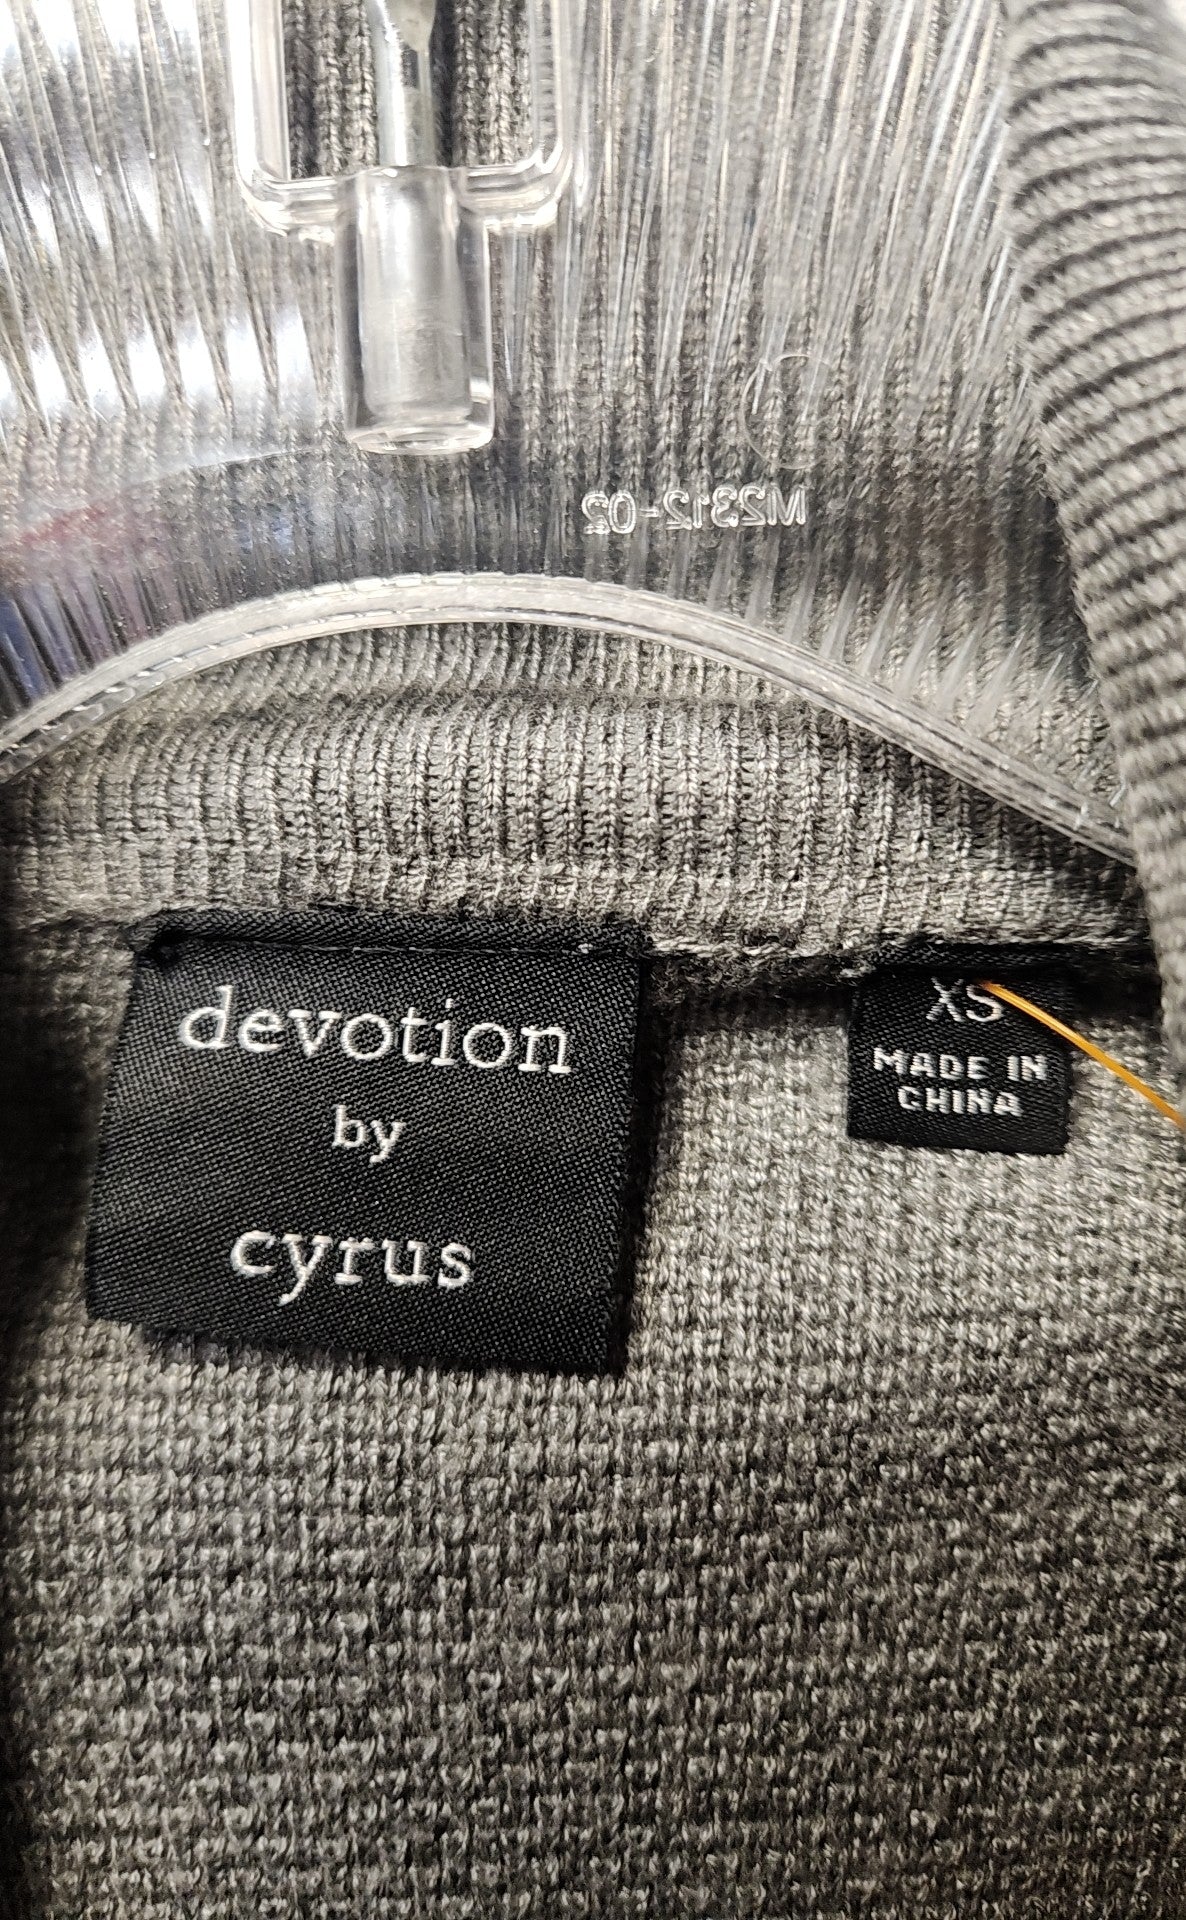 M2312-02
devotion
by
cyrus
XS
MADE IN
CHINA